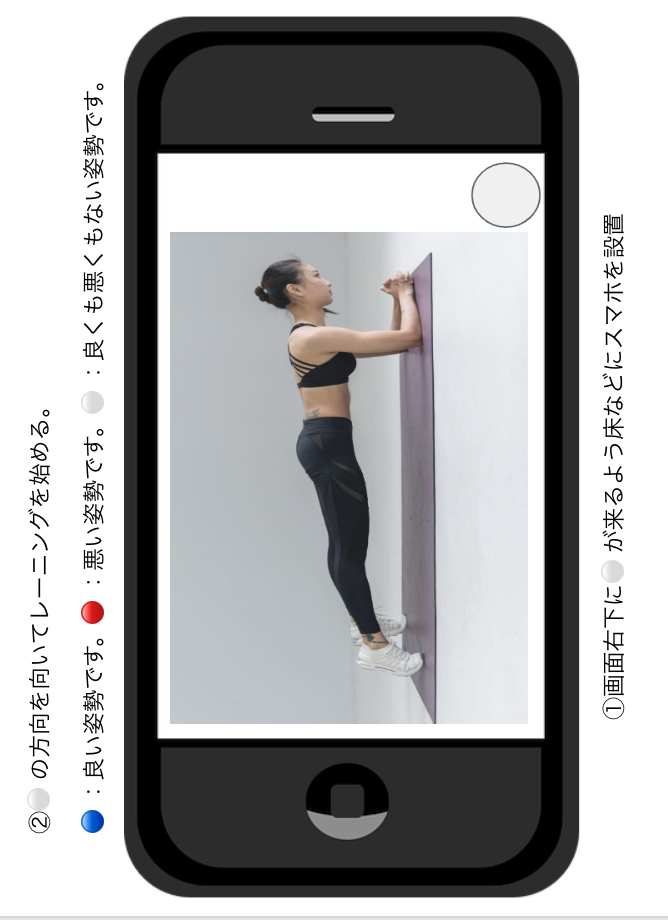 ②⚪の方向を向いてレーニングを始める。
🔵：良い姿勢です。🔴：悪い姿勢です。⚪：良くも悪くもない姿勢です。
①画面右下に⚪が来るよう床などにスマホを設置